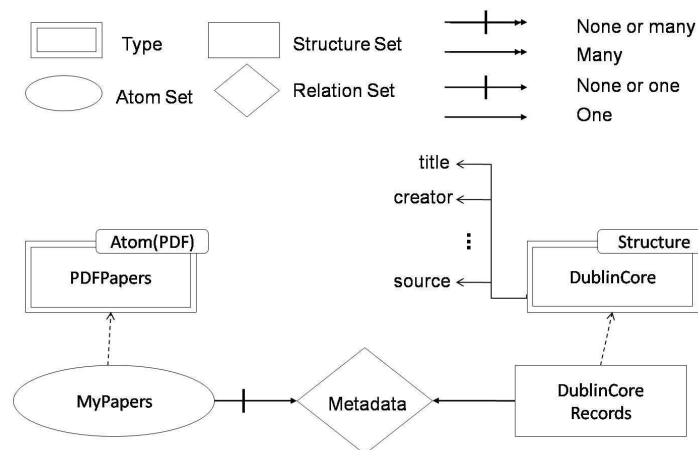 Type
Structure Set
None or many
Many
Atom Set
Relation Set
None or one
One
title
creator
source
Atom(PDF)
PDFPapers
Structure
DublinCore
MyPapers
Metadata
DublinCore
Records